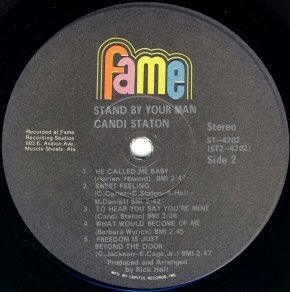 fame
STAND BY YOUR MAN
CANDI STATON
Recorded at Fame
Recording Studios
603 E. Avalon Ave.
Muscle Shoals, Ala.
Stereo
ST-4202
(ST2-4202)
Side 2
1. HE CALLED ME BABY
(Harlan Howard) BMI 2:47
2. SWEET FEELING
(C. Carter-C. Staton-R. Hall-
M. Daniel) BMI 2:42
3. TO HEAR YOU SAY YOU'RE MINE
(Candi Staton) BMI 3:06
4. WHAT WOULD BECOME OF ME
(Barbara Wyrick) BMI 2:45
5. FREEDOM IS JUST
BEYOND THE DOOR
(G. Jackson-E. Cage, Jr.) BMI 2:47
Produced and Arranged
by Rick Hall
MFD. BY CAPITOL RECORDS, INC.